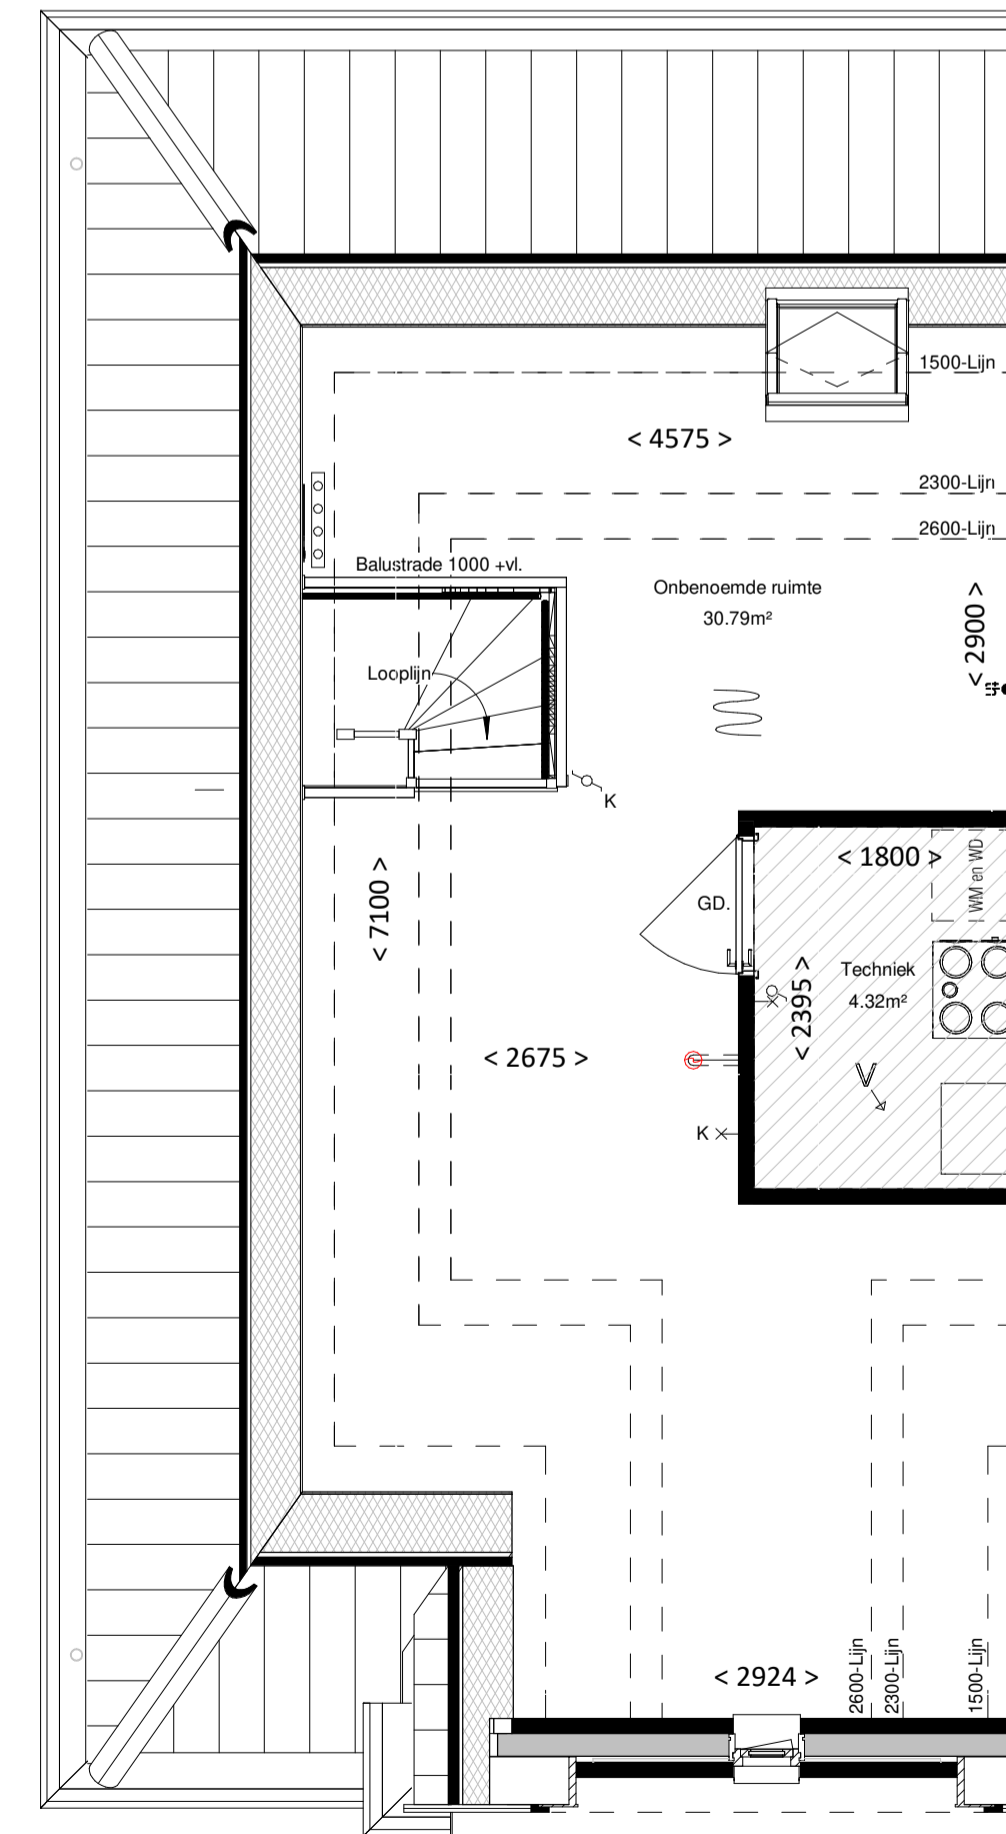 1500-Lijn
< 4575 >
2300-Lijn
2600-Lijn
Balustrade 1000 +vl.
Onbenoemde ruimte
30.79m²
< 2900 >
Looplijn
K
< 1800 >
WM en WD
< 7100 >
GD.
Techniek
4.32m²
< 2395 >
< 2675 >
V
K
2600-Lijn
2300-Lijn
1500-Lijn
< 2924 >